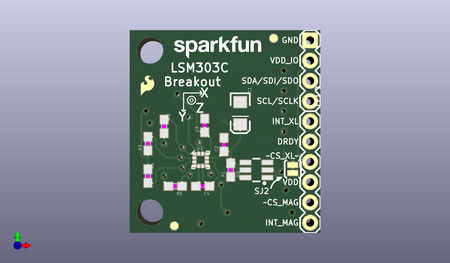 sparkfun
LSM303C
Breakout
X
Y
Z
GND
VDD_IO
SDA/SDI/SDO
SCL/SCLK
INT_XL
DRDY
~CS_XL~
SJ2
VDD
~CS_MAG
INT_MAG